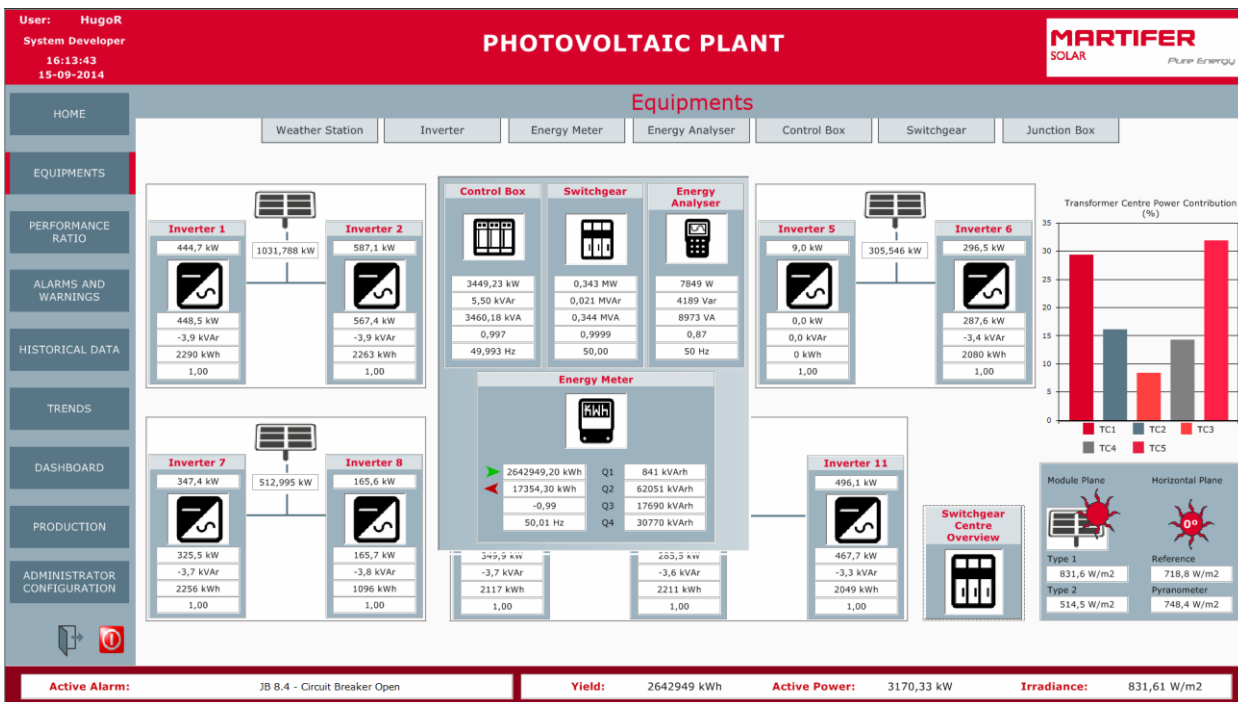 User: HugoR
System Developer
16:13:43
15-09-2014
PHOTOVOLTAIC PLANT
MARTIFER
SOLAR
Pure Energy
Equipments
HOME
EQUIPMENTS
PERFORMANCE
RATIO
ALARMS AND
WARNINGS
HISTORICAL DATA
TRENDS
DASHBOARD
PRODUCTION
ADMINISTRATOR
CONFIGURATION
Weather Station Inverter Energy Meter Energy Analyser Control Box Switchgear Junction Box
Inverter 1
444,7 kW
448,5 kW
-3,9 kVAr
2290 kWh
1,00
1031,788 kW
Inverter 2
587,1 kW
567,4 kW
-3,9 kVAr
2263 kWh
1,00
Control Box
3449,23 kW
5,50 kVAr
3460,18 kVA
0,997
49,993 Hz
Switchgear
0,343 MW
0,021 MVAr
0,344 MVA
0,9999
50,00
Energy
Analyser
7849 W
4189 Var
8973 VA
0,87
50 Hz
Energy Meter
KWh
2642949,20 kWh Q1 841 kVArh
17354,30 kWh Q2 62051 kVArh
-0,99 Q3 17690 kVArh
50,01 Hz Q4 30770 kVArh
Inverter 5
9,0 kW
0,0 kW
0,0 kVAr
0 kWh
1,00
305,546 kW
Inverter 6
296,5 kW
287,6 kW
-3,4 kVAr
2080 kWh
1,00
Transformer Centre Power Contribution
(%)
35
30
25
20
15
10
5
0
TC1 TC2 TC3
TC4 TC5
Inverter 7
347,4 kW
325,5 kW
-3,7 kVAr
2256 kWh
1,00
512,995 kW
Inverter 8
165,6 kW
165,7 kW
-3,8 kVAr
1096 kWh
1,00
349,9 kW
-3,7 kVAr
2117 kWh
1,00
285,5 kW
-3,6 kVAr
2211 kWh
1,00
Inverter 11
496,1 kW
467,7 kW
-3,3 kVAr
2049 kWh
1,00
Switchgear
Centre
Overview
Module Plane Horizontal Plane
0º
Type 1 Reference
831,6 W/m2 718,8 W/m2
Type 2 Pyranometer
514,5 W/m2 748,4 W/m2
Active Alarm: JB 8.4 - Circuit Breaker Open
Yield: 2642949 kWh Active Power: 3170,33 kW Irradiance: 831,61 W/m2